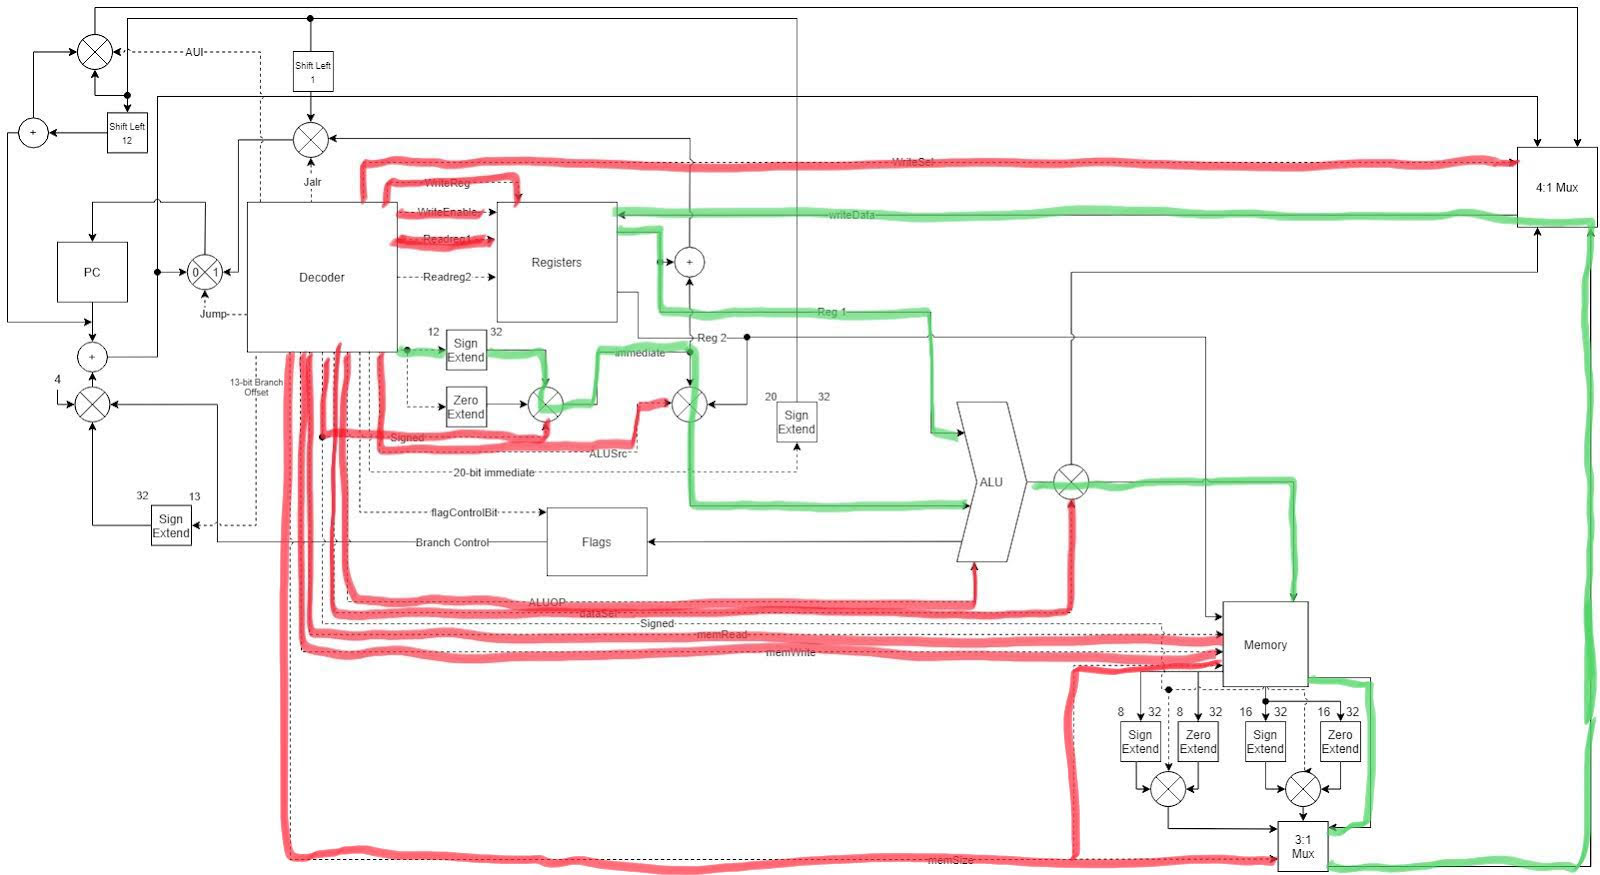 AUI
Shift Left
1
Shift Left
12
+
WriteSel
4:1 Mux
Jalr
WriteReg
WriteEnable
writeData
Readreg1
PC
0 1
Decoder
Readreg2
Registers
+
Jump
Reg 1
12
32
Sign
Extend
Reg 2
immediate
+
4
13-bit Branch
Offset
Zero
Extend
20
32
Sign
Extend
Signed
ALUSrc
20-bit immediate
ALU
32
13
Sign
Extend
flagControlBit
Branch Control
Flags
ALUOP
dataSel
Signed
memRead
memWrite
Memory
8
32
8
32
16
32
16
32
Sign
Extend
Zero
Extend
Sign
Extend
Zero
Extend
3:1
Mux
memSize